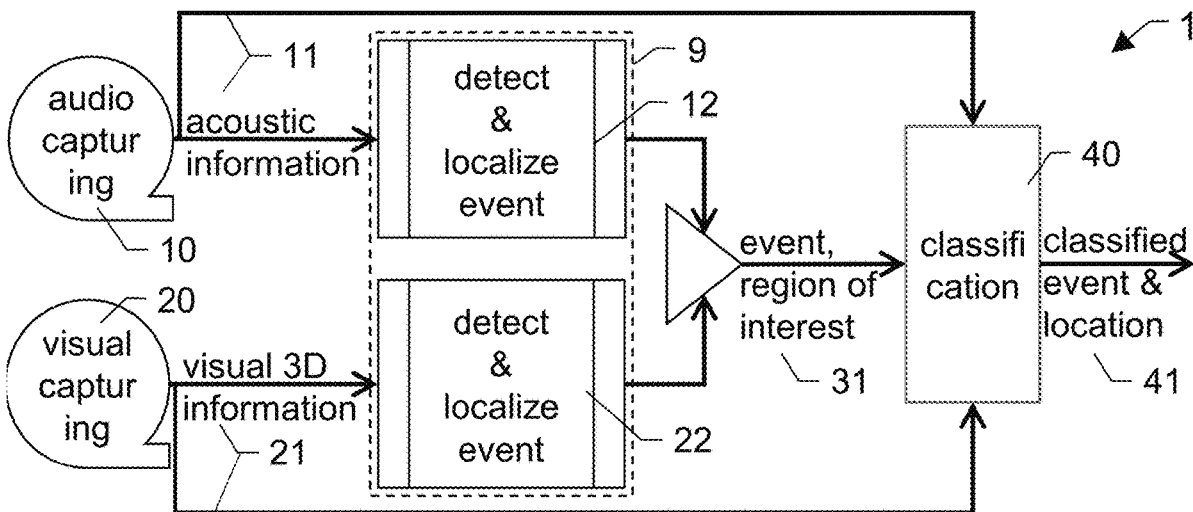 1
11
9
audio
captur
ing
10
acoustic
information
detect
&
localize
event
12
40
event,
region of
interest
31
classifi
cation
classified
event &
location
41
20
visual
captur
ing
visual 3D
information
21
detect
&
localize
event
22